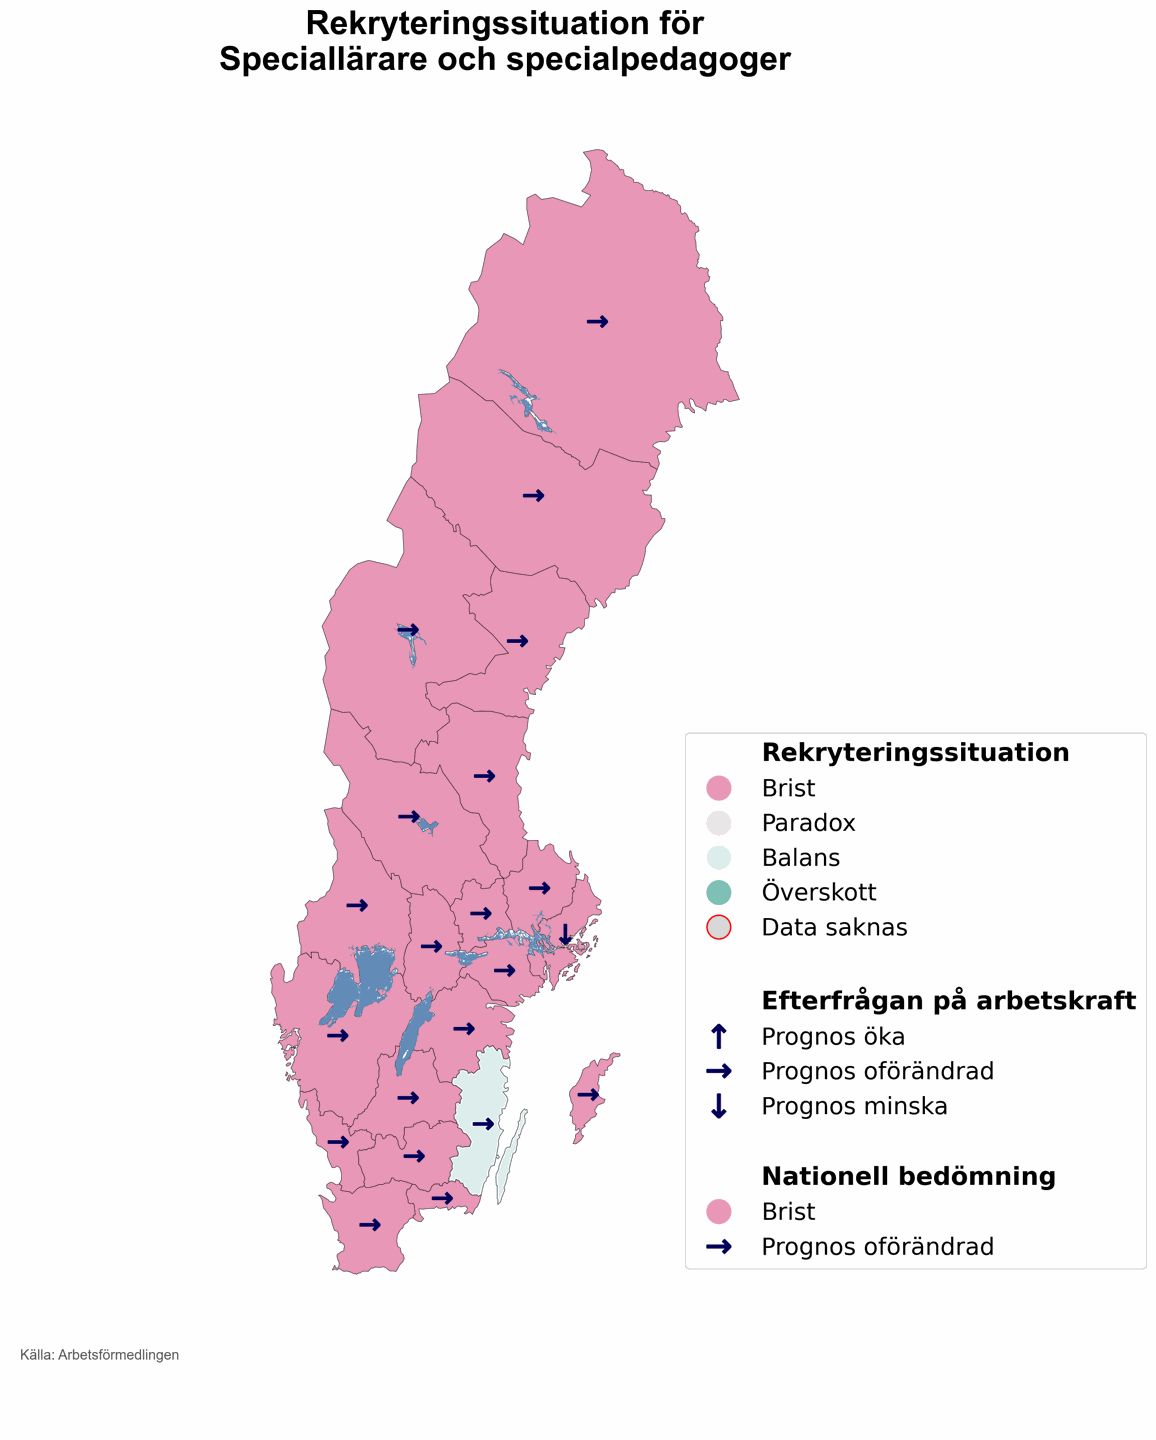 Rekryteringssituation för
Speciallärare och specialpedagoger
Rekryteringssituation
Brist
Paradox
Balans
Överskott
Data saknas
Efterfrågan på arbetskraft
Prognos öka
Prognos oförändrad
Prognos minska
Nationell bedömning
Brist
Prognos oförändrad
Källa: Arbetsförmedlingen